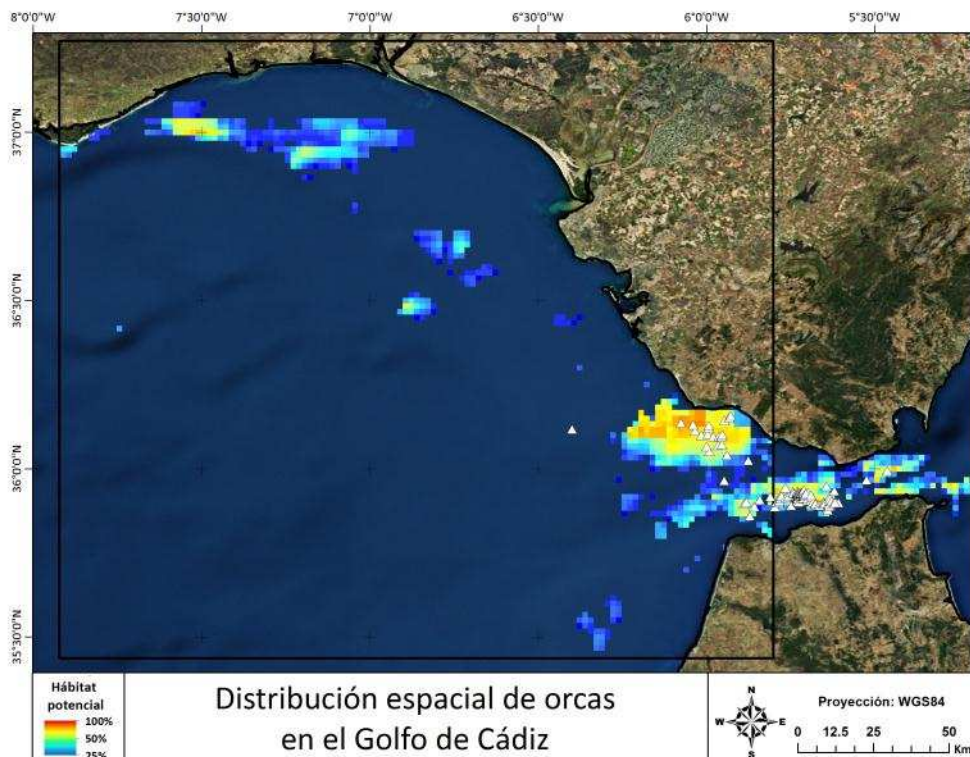 8°0'0"W 7°30'0"W 7°0'0"W 6°30'0"W 6°0'0"W 5°30'0"W
37°0'0"N
36°30'0"N
36°0'0"N
35°30'0"N
Hábitat
potencial
100%
50%
25%
Distribución espacial de orcas
en el Golfo de Cádiz
N
W E
S
Proyección: WGS84
0 12.5 25 50
Km